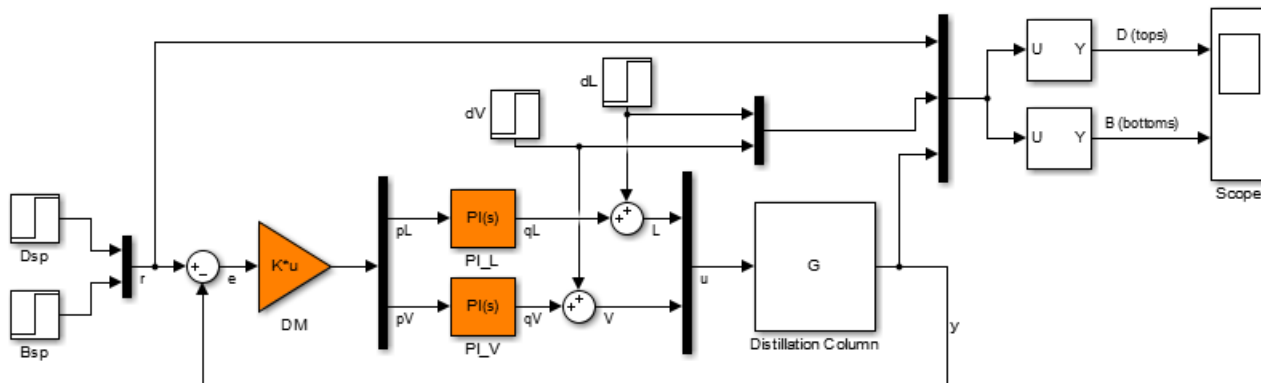 D (tops)
U Y
dL
dV
B (bottoms)
U Y
Scope
Dsp
r
+
−
e
K*u
DM
pL
PI(s)
PI_L
qL
+
+
L
pV
PI(s)
PI_V
qV
+
+
V
u
G
Distillation Column
y
Bsp